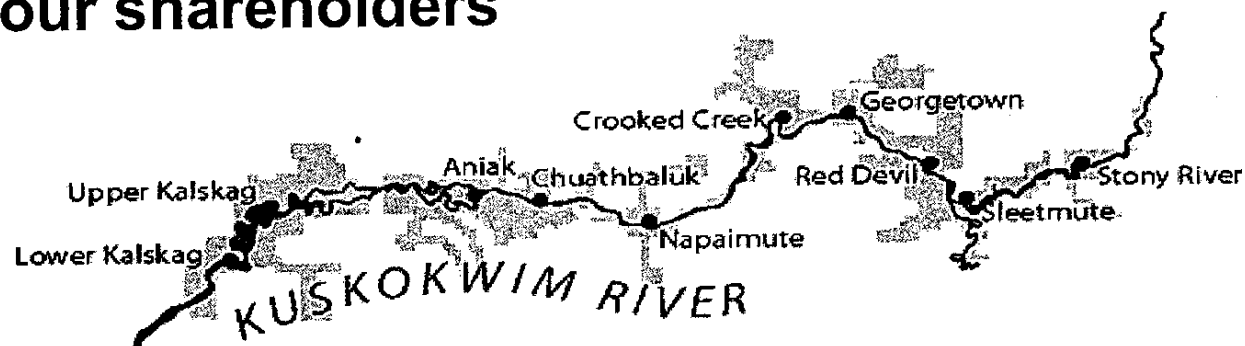 our shareholders
Georgetown
Crooked Creek
Aniak
Chuathbaluk
Red Devil
Stony River
Upper Kalskag
Sleetmute
Napaimute
Lower Kalskag
KUSKOKWIM RIVER